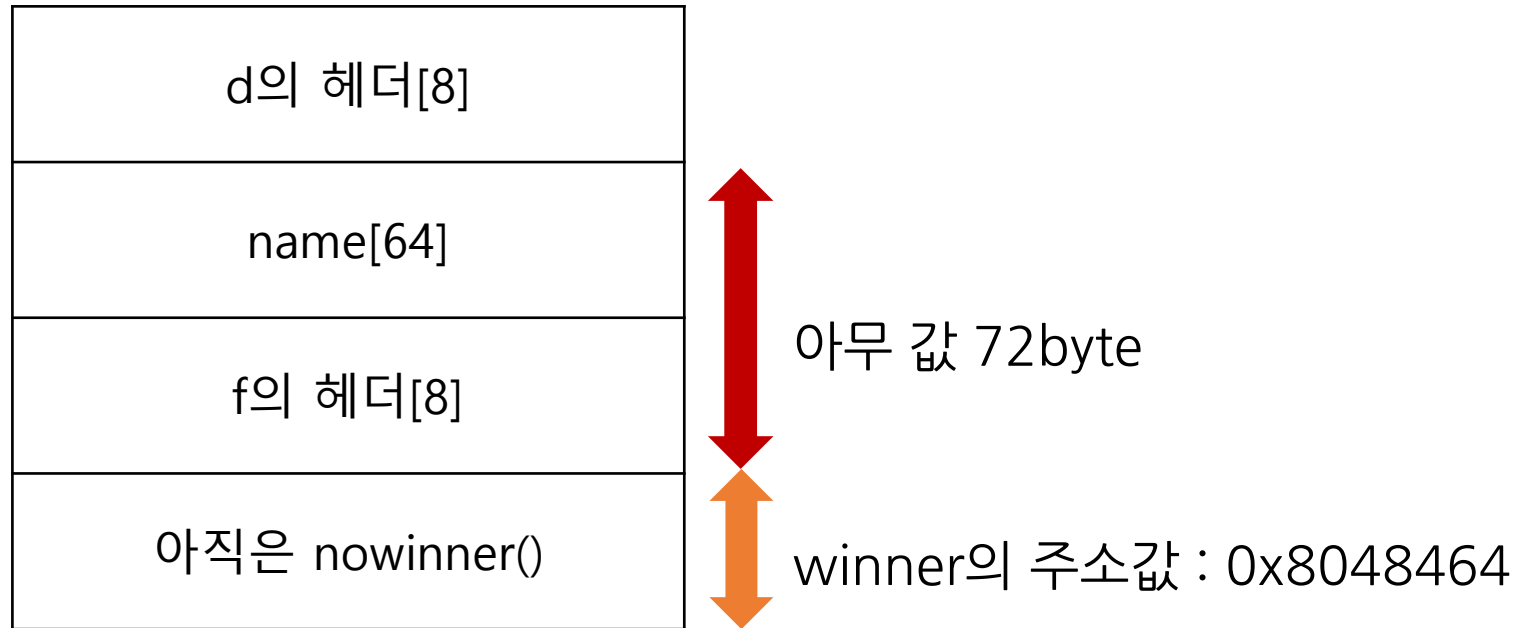 d의 헤더[8]
name[64]
f의 헤더[8]
아무 값 72byte
아직은 nowinner()
winner의 주소값 : 0x8048464